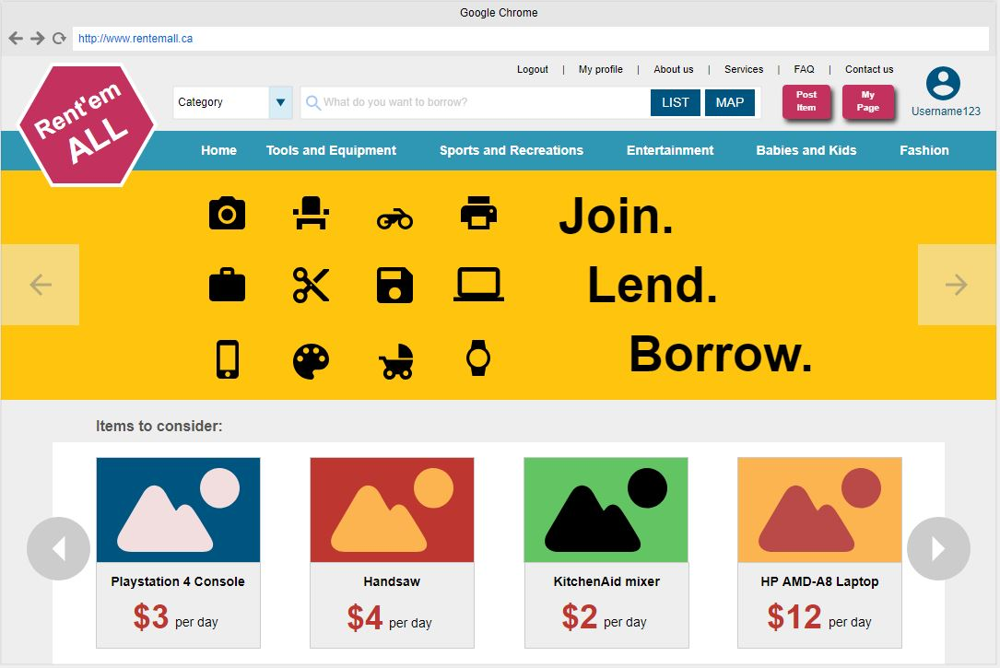 Google Chrome
http://www.rentemall.ca
Logout | My profile | About us | Services | FAQ | Contact us
Rent'em
ALL
Category
What do you want to borrow?
LIST
MAP
Post
Item
My
Page
Username123
Home Tools and Equipment Sports and Recreations Entertainment Babies and Kids Fashion
Join.
Lend.
Borrow.
Items to consider:
Playstation 4 Console
$3 per day
Handsaw
$4 per day
KitchenAid mixer
$2 per day
HP AMD-A8 Laptop
$12 per day